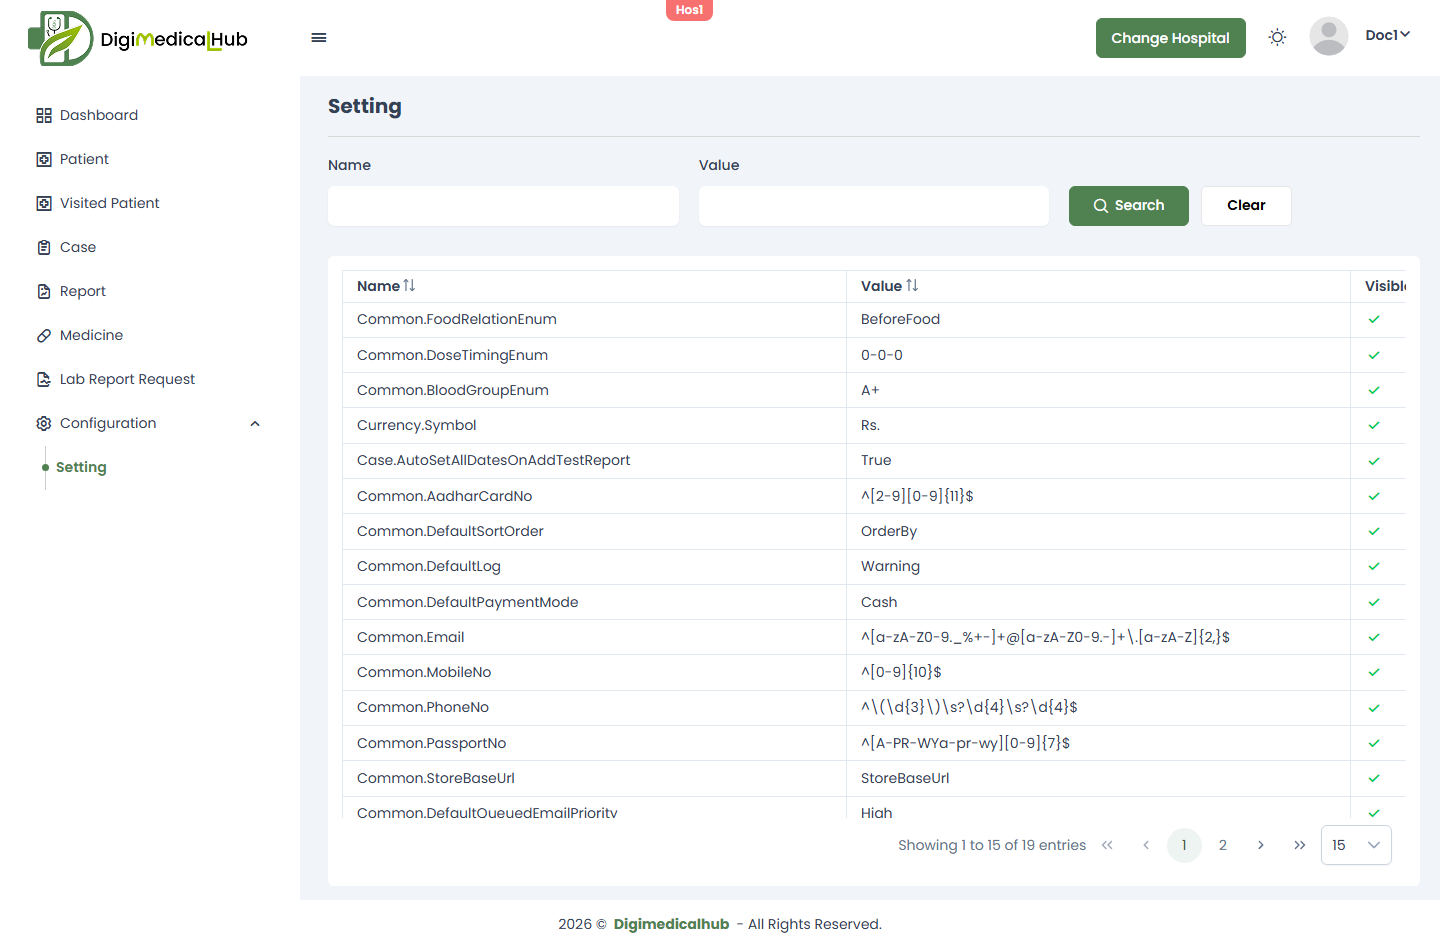 Hos1
DigiMedicalHub
Change Hospital
Doc1
Dashboard
Patient
Visited Patient
Case
Report
Medicine
Lab Report Request
Configuration
Setting
Setting
Name Value
Search Clear
Name Value Visible
Common.FoodRelationEnum BeforeFood
Common.DoseTimingEnum 0-0-0
Common.BloodGroupEnum A+
Currency.Symbol Rs.
Case.AutoSetAllDatesOnAddTestReport True
Common.AadharCardNo ^[2-9][0-9]{11}$
Common.DefaultSortOrder OrderBy
Common.DefaultLog Warning
Common.DefaultPaymentMode Cash
Common.Email ^[a-zA-Z0-9._%+-]+@[a-zA-Z0-9.-]+\.[a-zA-Z]{2,}$
Common.MobileNo ^[0-9]{10}$
Common.PhoneNo ^\(\d{3}\)\s?\d{4}\s?\d{4}$
Common.PassportNo ^[A-PR-WYa-pr-wy][0-9]{7}$
Common.StoreBaseUrl StoreBaseUrl
Common.DefaultQueuedEmailPriority High
Showing 1 to 15 of 19 entries « ‹ 1 2 › » 15
2026 © Digimedicalhub - All Rights Reserved.